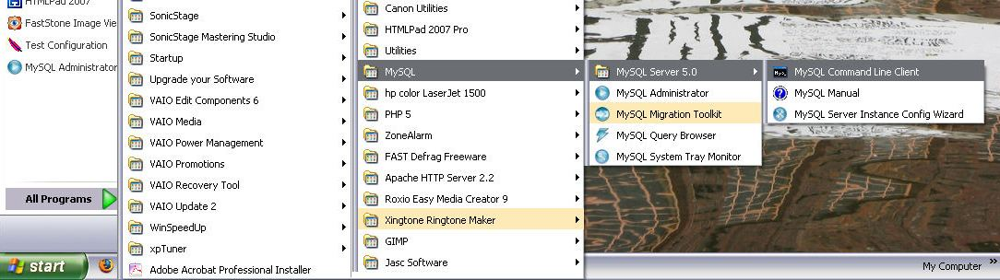 HTMLPad 2007
FastStone Image Vie
Test Configuration
MySQL Administrator
All Programs
start
SonicStage
SonicStage Mastering Studio
Startup
Upgrade your Software
VAIO Edit Components 6
VAIO Media
VAIO Power Management
VAIO Promotions
VAIO Recovery Tool
VAIO Update 2
WinSpeedUp
xpTuner
Adobe Acrobat Professional Installer
Canon Utilities
HTMLPad 2007 Pro
Utilities
MySQL
hp color LaserJet 1500
PHP 5
ZoneAlarm
FAST Defrag Freeware
Apache HTTP Server 2.2
Roxio Easy Media Creator 9
Xingtone Ringtone Maker
GIMP
Jasc Software
MySQL Server 5.0
MySQL Administrator
MySQL Migration Toolkit
MySQL Query Browser
MySQL System Tray Monitor
MySQL Command Line Client
MySQL Manual
MySQL Server Instance Config Wizard
My Computer